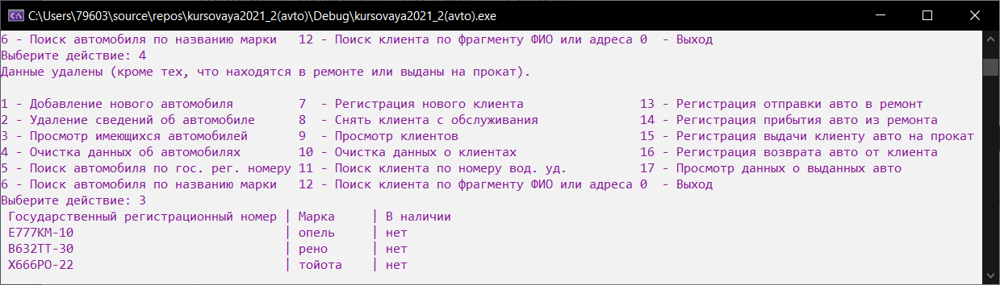 C:\Users\79603\source\repos\kursovaya2021_2(avto)\Debug\kursovaya2021_2(avto).exe
6 - Поиск автомобиля по названию марки   12 - Поиск клиента по фрагменту ФИО или адреса 0  - Выход
Выберите действие: 4
Данные удалены (кроме тех, что находятся в ремонте или выданы на прокат).
1 - Добавление нового автомобиля         7  - Регистрация нового клиента                13 - Регистрация отправки авто в ремонт
2 - Удаление сведений об автомобиле      8  - Снять клиента с обслуживания              14 - Регистрация прибытия авто из ремонта
3 - Просмотр имеющихся автомобилей       9  - Просмотр клиентов                         15 - Регистрация выдачи клиенту авто на прокат
4 - Очистка данных об автомобилях        10 - Очистка данных о клиентах                 16 - Регистрация возврата авто от клиента
5 - Поиск автомобиля по гос. рег. номеру 11 - Поиск клиента по номеру вод. уд.          17 - Просмотр данных о выданных авто
6 - Поиск автомобиля по названию марки   12 - Поиск клиента по фрагменту ФИО или адреса 0  - Выход
Выберите действие: 3
Государственный регистрационный номер | Марка     | В наличии
Е777КМ-10                             | опель     | нет
В632ТТ-30                             | рено      | нет
Х666РО-22                             | тойота    | нет